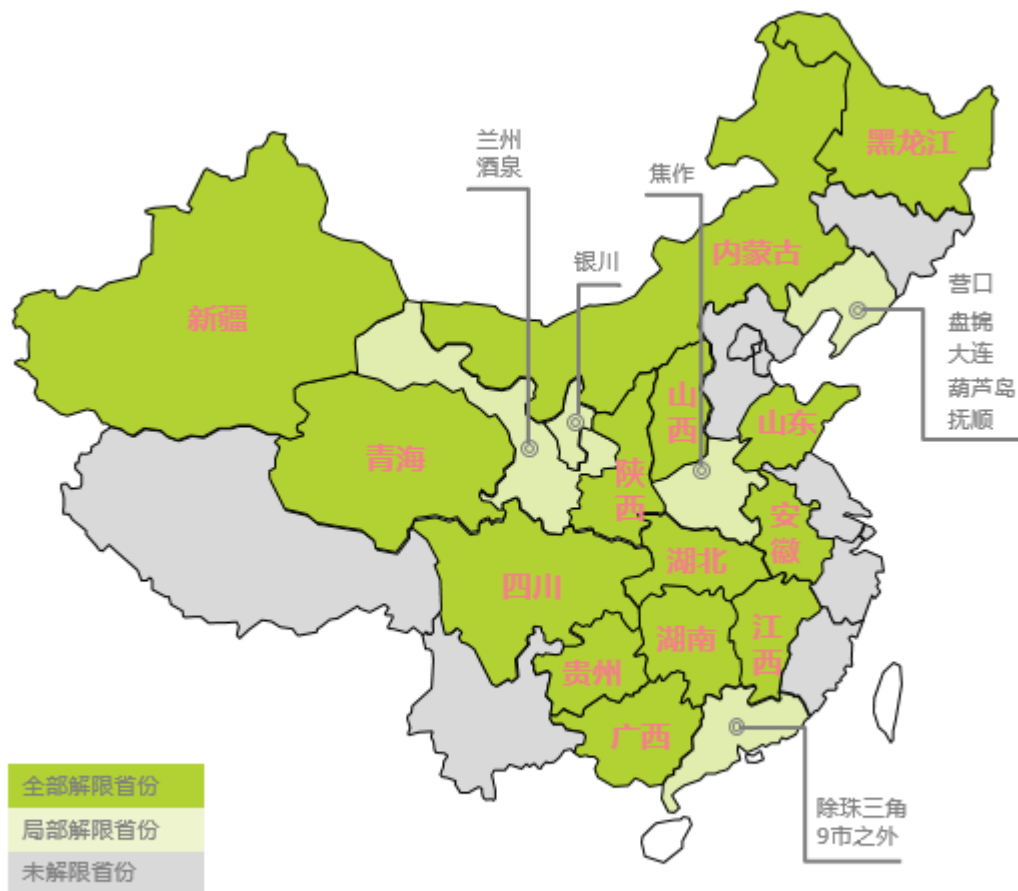 黑龙江
兰州
酒泉
焦作
内蒙古
银川
营口
盘锦
大连
葫芦岛
抚顺
新疆
山
西
山东
青海
陕
西
安
徽
湖北
四川
江
西
湖南
贵州
广西
全部解限省份
局部解限省份
未解限省份
除珠三角
9市之外